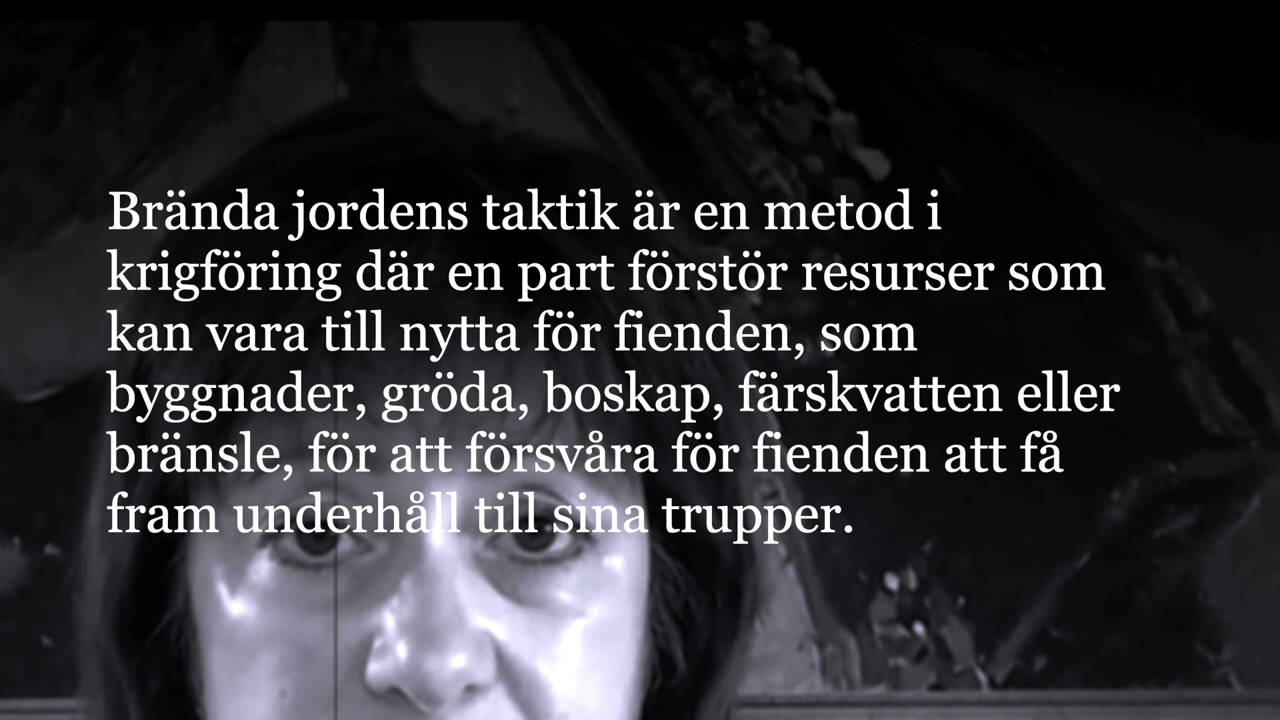 Brända jordens taktik är en metod i
krigföring där en part förstör resurser som
kan vara till nytta för fienden, som
byggnader, gröda, boskap, färskvatten eller
bränsle, för att försvåra för fienden att få
fram underhåll till sina trupper.